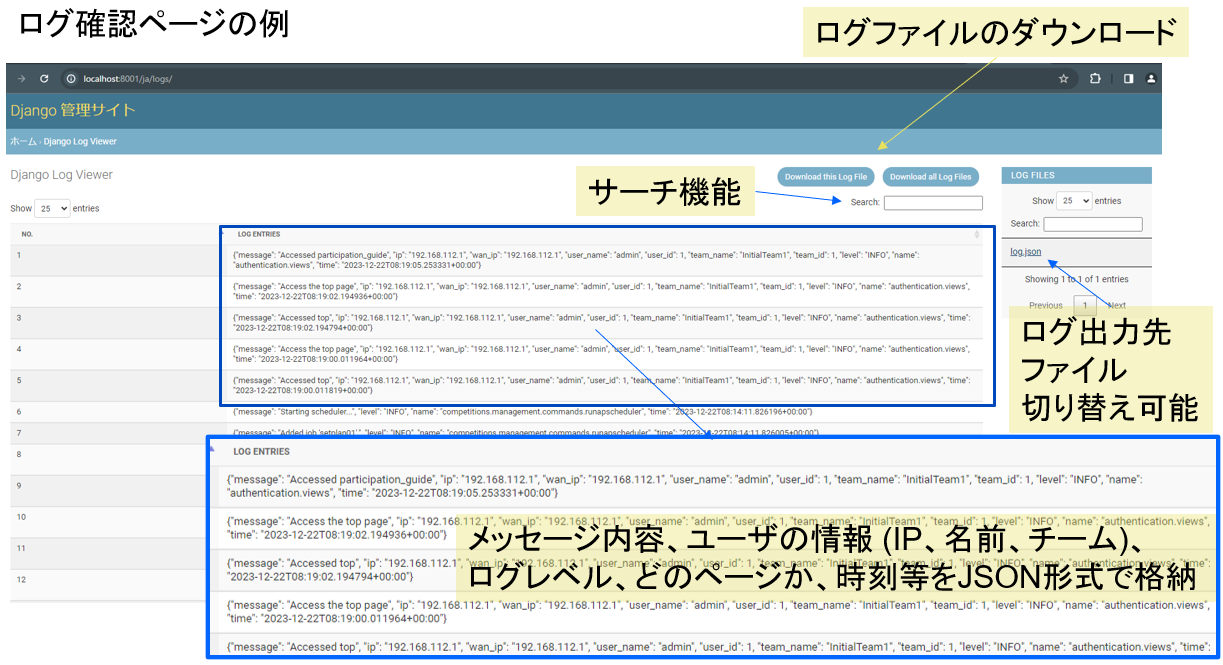 ログ確認ページの例
ログファイルのダウンロード
localhost:8001/ja/logs/
Django 管理サイト
ホーム › Django Log Viewer
Django Log Viewer
Download this Log File
Download all Log Files
サーチ機能
Search:
Show 25 entries
NO.
LOG ENTRIES
1
{"message": "Accessed participation_guide", "ip": "192.168.112.1", "wan_ip": "192.168.112.1", "user_name": "admin", "user_id": 1, "team_name": "InitialTeam1", "team_id": 1, "level": "INFO", "name":
"authentication.views", "time": "2023-12-22T08:19:05.253331+00:00"}
2
{"message": "Access the top page", "ip": "192.168.112.1", "wan_ip": "192.168.112.1", "user_name": "admin", "user_id": 1, "team_name": "InitialTeam1", "team_id": 1, "level": "INFO", "name": "authentication.views",
"time": "2023-12-22T08:19:02.194936+00:00"}
3
{"message": "Accessed top", "ip": "192.168.112.1", "wan_ip": "192.168.112.1", "user_name": "admin", "user_id": 1, "team_name": "InitialTeam1", "team_id": 1, "level": "INFO", "name": "authentication.views", "time":
"2023-12-22T08:19:02.194794+00:00"}
4
{"message": "Access the top page", "ip": "192.168.112.1", "wan_ip": "192.168.112.1", "user_name": "admin", "user_id": 1, "team_name": "InitialTeam1", "team_id": 1, "level": "INFO", "name": "authentication.views",
"time": "2023-12-22T08:19:00.011964+00:00"}
5
{"message": "Accessed top", "ip": "192.168.112.1", "wan_ip": "192.168.112.1", "user_name": "admin", "user_id": 1, "team_name": "InitialTeam1", "team_id": 1, "level": "INFO", "name": "authentication.views", "time":
"2023-12-22T08:19:00.011819+00:00"}
6
{"message": "Starting scheduler...", "level": "INFO", "name": "competitions.management.commands.runapscheduler", "time": "2023-12-22T08:14:11.826196+00:00"}
7
{"message": "Added job 'setplan01'.", "level": "INFO", "name": "competitions.management.commands.runapscheduler", "time": "2023-12-22T08:14:11.826005+00:00"}
8
9
10
11
12
LOG FILES
Show 25 entries
Search:
log.json
Showing 1 to 1 of 1 entries
Previous 1 Next
ログ出力先
ファイル
切り替え可能
LOG ENTRIES
{"message": "Accessed participation_guide", "ip": "192.168.112.1", "wan_ip": "192.168.112.1", "user_name": "admin", "user_id": 1, "team_name": "InitialTeam1", "team_id": 1, "level": "INFO", "name":
"authentication.views", "time": "2023-12-22T08:19:05.253331+00:00"}
{"message": "Access the top page", "ip": "192.168.112.1", "wan_ip": "192.168.112.1", "user_name": "admin", "user_id": 1, "team_name": "InitialTeam1", "team_id": 1, "level": "INFO", "name": "authentication.views",
"time": "2023-12-22T08:19:02.194936+00:00"}
メッセージ内容、ユーザの情報 (IP、名前、チーム)、
ログレベル、どのページか、時刻等をJSON形式で格納
{"message": "Accessed top", "ip": "192.168.112.1",
"2023-12-22T08:19:02.194794+00:00"}
{"message": "Access the top page", "ip": "192.168.112.1", "wan_ip": "192.168.112.1", "user_name": "admin", "user_id": 1, "team_name": "InitialTeam1", "team_id": 1, "level": "INFO", "name": "authentication.views",
"time": "2023-12-22T08:19:00.011964+00:00"}
{"message": "Accessed top", "ip": "192.168.112.1", "wan_ip": "192.168.112.1", "user_name": "admin", "user_id": 1, "team_name": "InitialTeam1", "team_id": 1, "level": "INFO", "name": "authentication.views", "time":